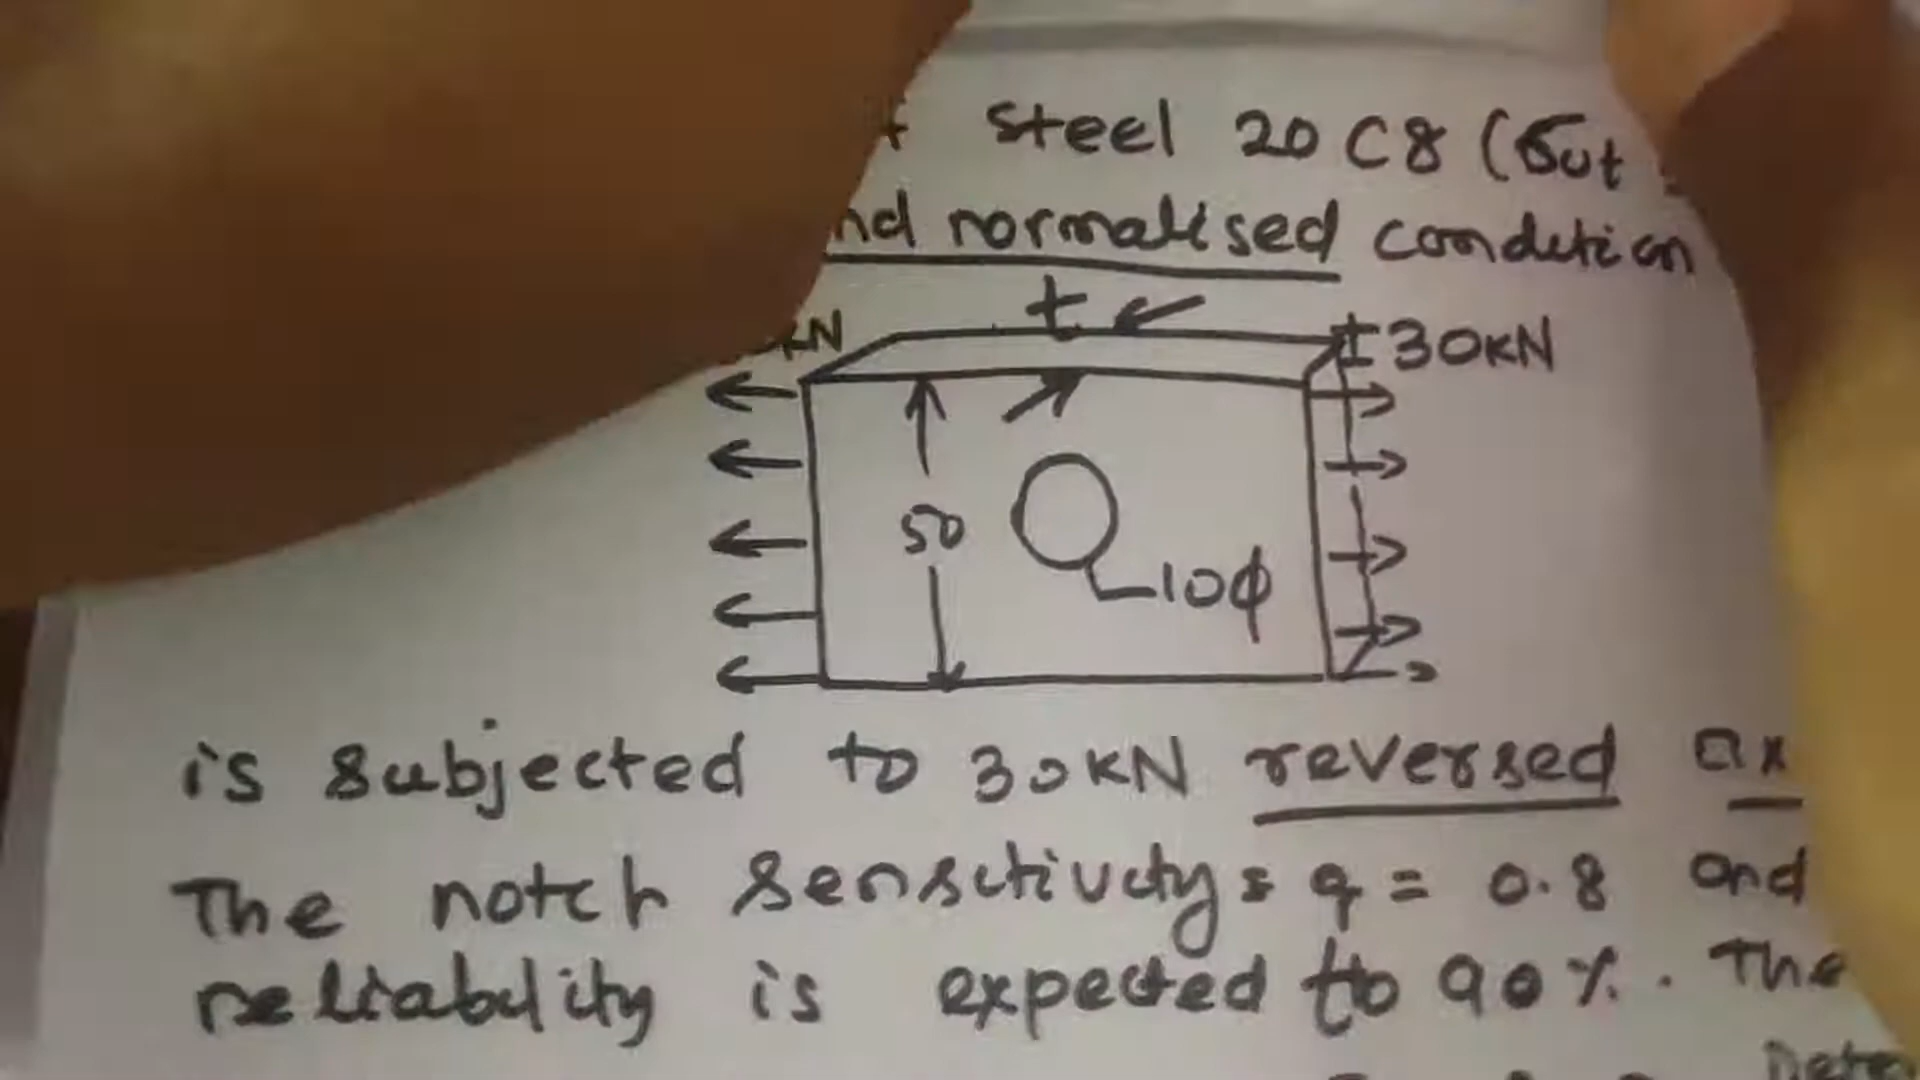 steel 20 C8 (σut
normalised condition
t
kN ± 30KN
50
10φ
is subjected to 30KN reversed ax
The notch sensitivity = q = 0.8 and
reliability is expected to 90%. The